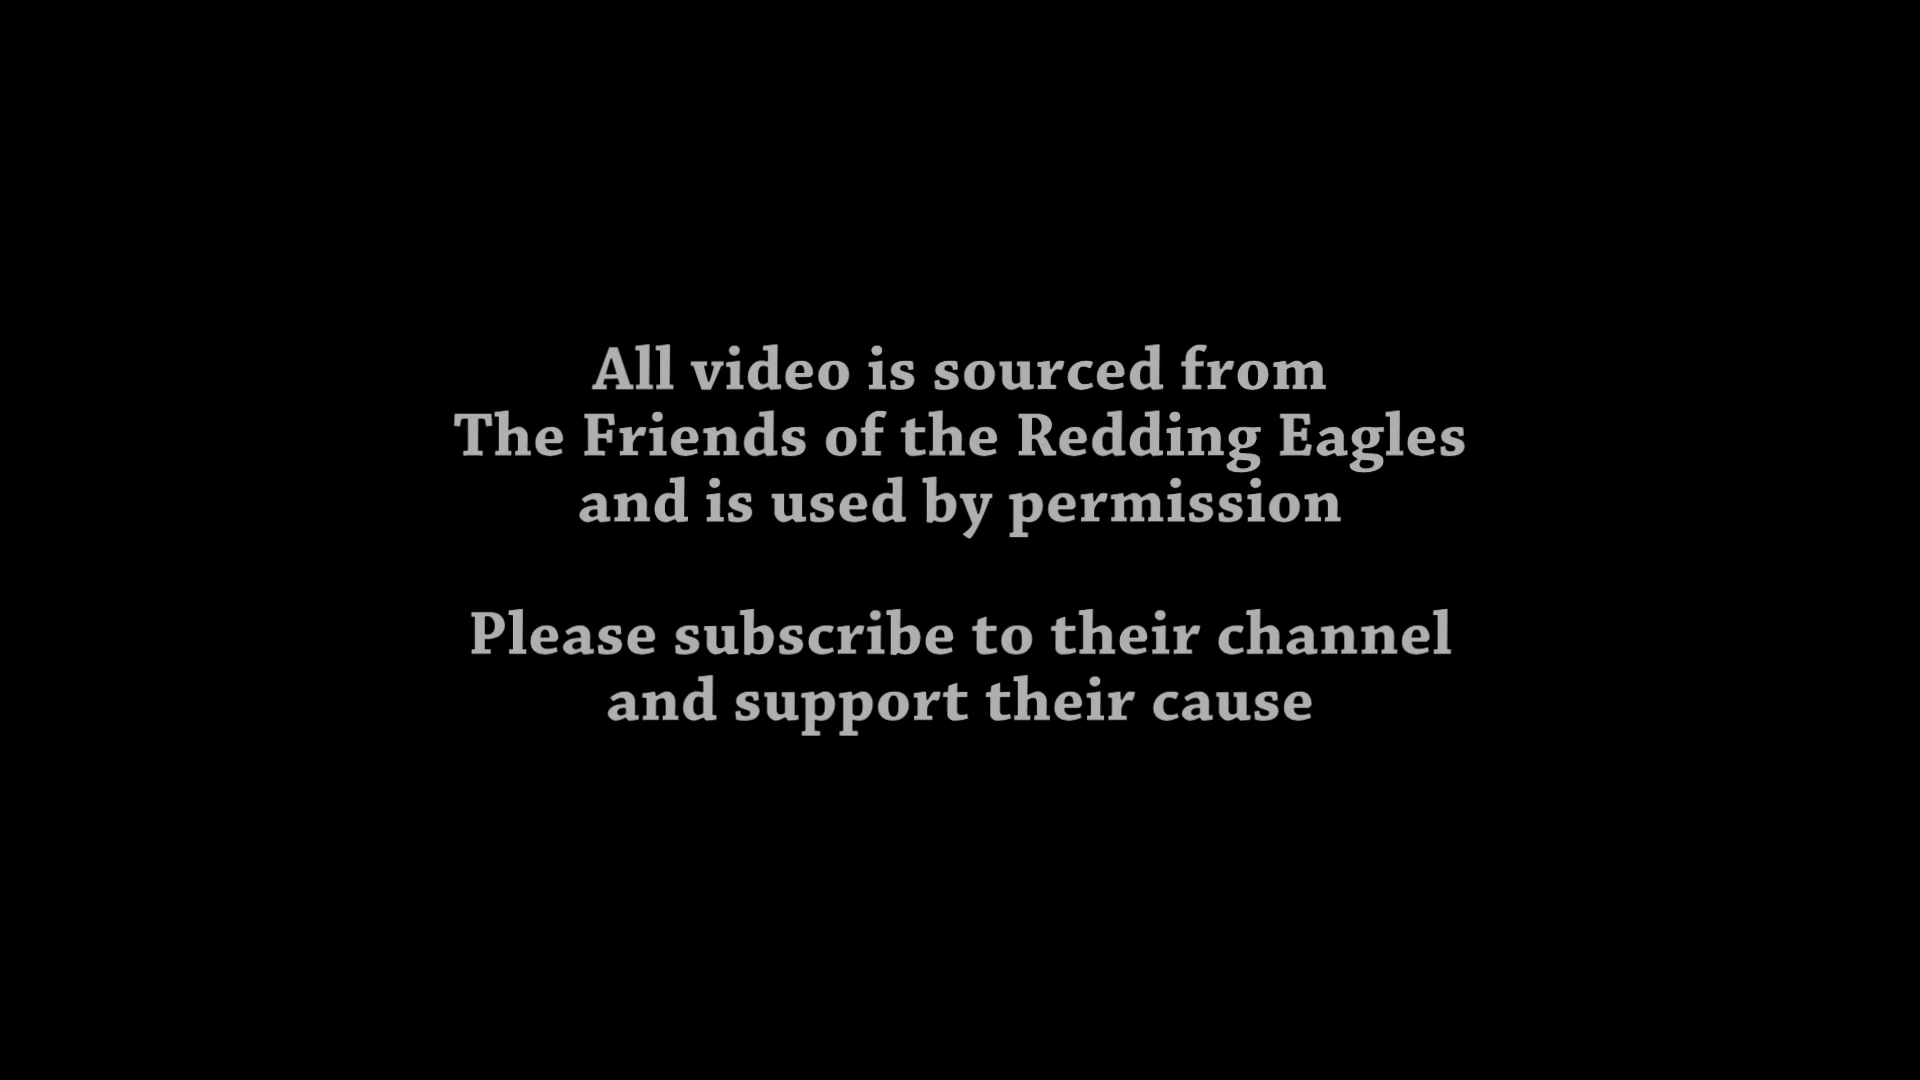 All video is sourced from
The Friends of the Redding Eagles
and is used by permission
Please subscribe to their channel
and support their cause